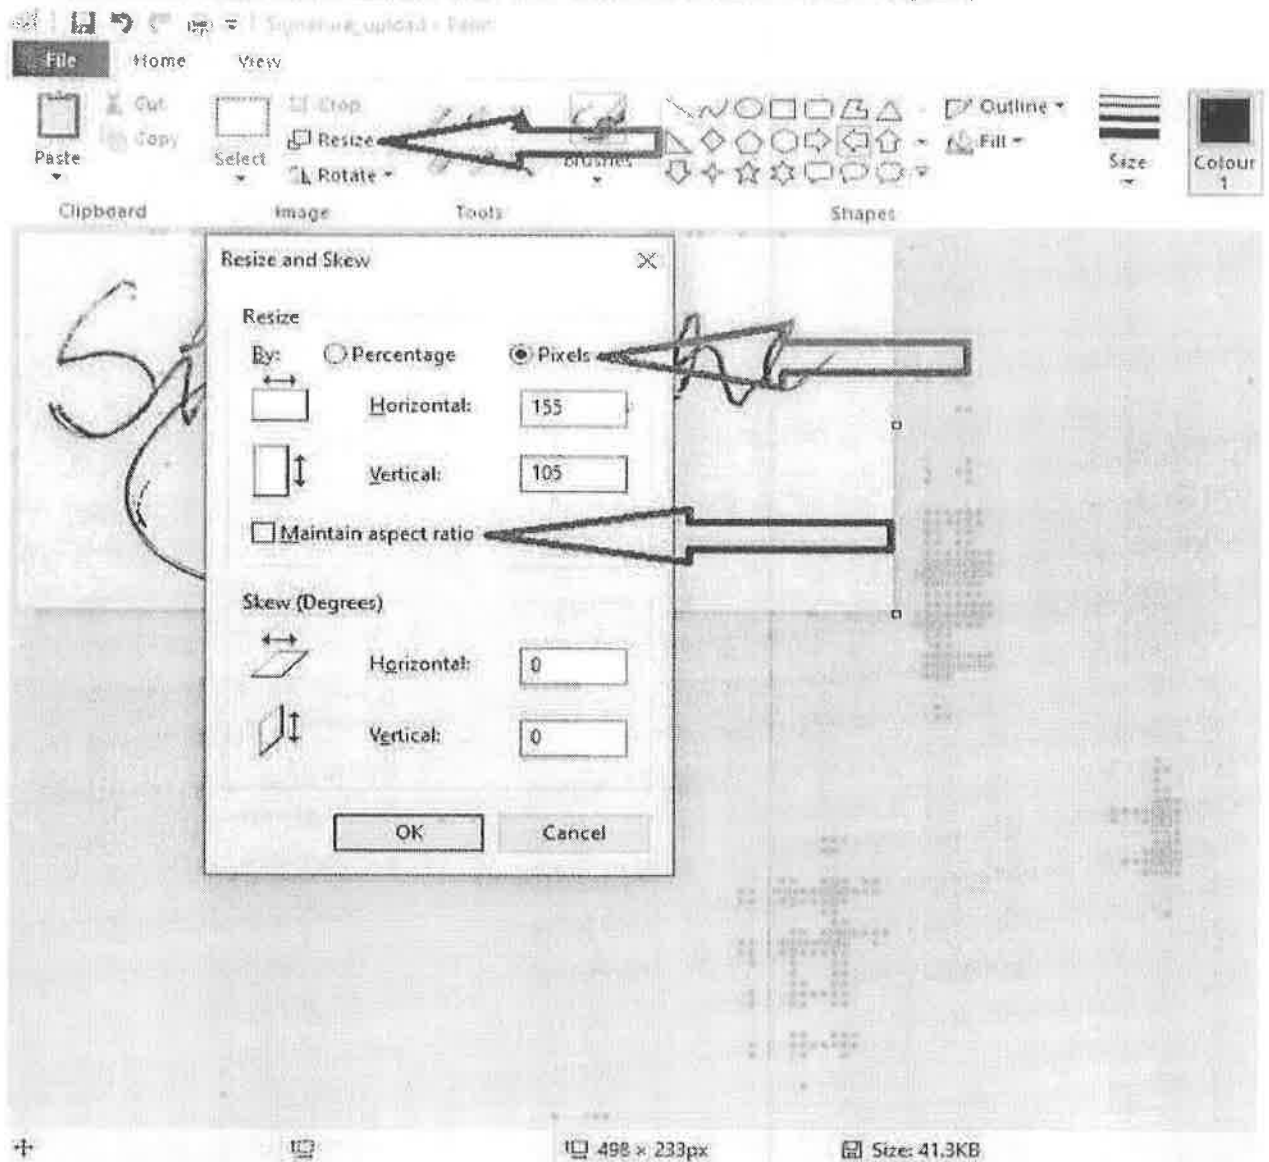 Signature_upload - Paint
File Home View
Paste
Cut
Copy
Select
Crop
Resize
Rotate
Brushes
Outline
Fill
Size
Colour 1
Clipboard Image Tools Shapes
Resize and Skew
Resize
By: Percentage Pixels
Horizontal: 155
Vertical: 105
Maintain aspect ratio
Skew (Degrees)
Horizontal: 0
Vertical: 0
OK Cancel
498 × 233px Size: 41.3KB